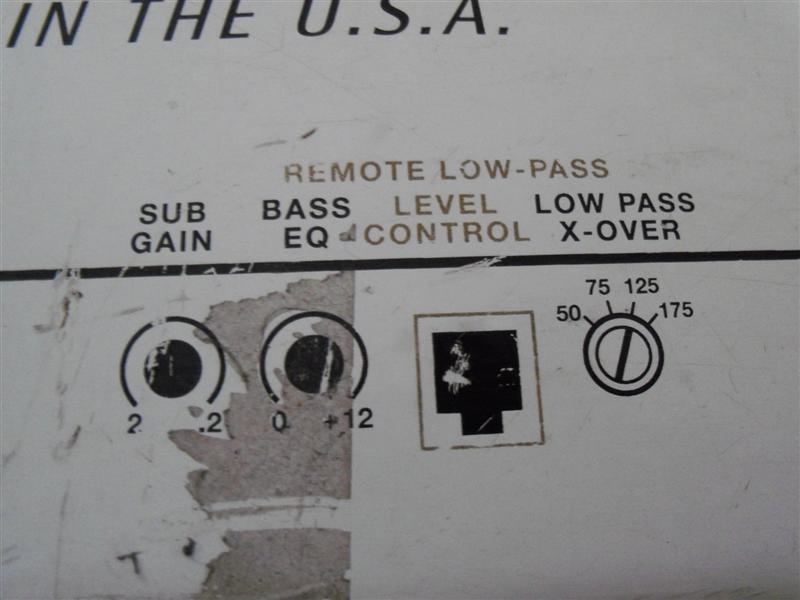 IN THE U.S.A.
REMOTE LOW-PASS
SUB BASS LEVEL LOW PASS
GAIN EQ CONTROL X-OVER
75 125
50 175
2 .2 0 +12